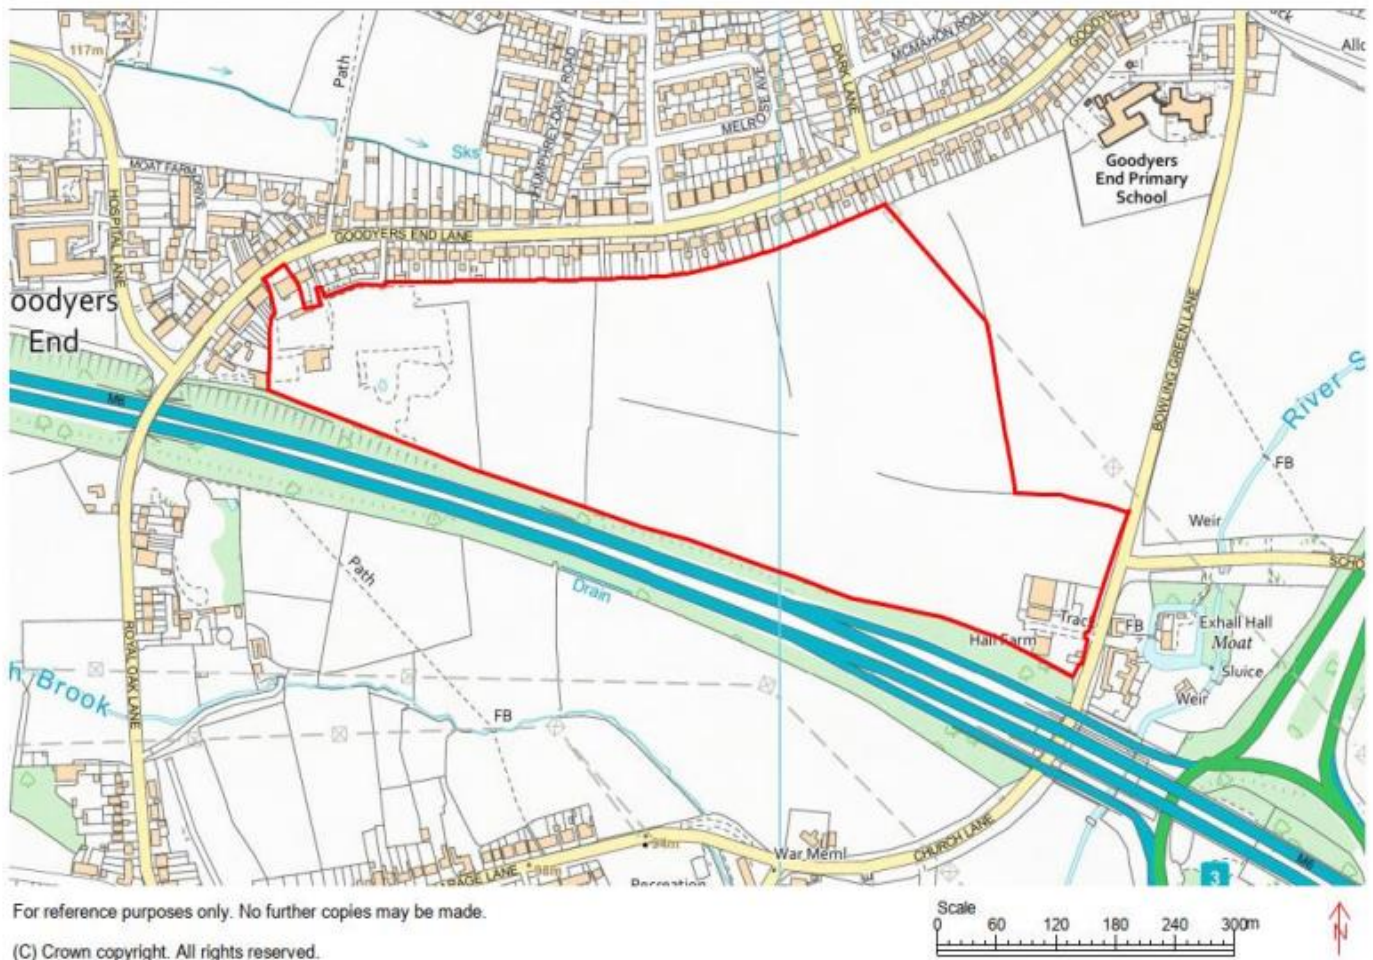 117m
Path
HUMPHREY-DAVY ROAD
DARK LANE
MCMAHON ROAD
MELROSE AVE
Sks
MOAT FARM
HOSPITAL LANE
GOODYERS END LANE
Goodyers
End Primary
School
oodyers
End
M6
BOWLING GREEN LANE
River S
FB
Weir
Path
Drain
ROYAL OAK LANE
Track
FB
Exhall Hall
Moat
Hall Farm
Sluice
Weir
h Brook
FB
CHURCH LANE
War Meml
94m
98m
Recreation
M6
3
For reference purposes only. No further copies may be made.
(C) Crown copyright. All rights reserved.
Scale
0 60 120 180 240 300m
N